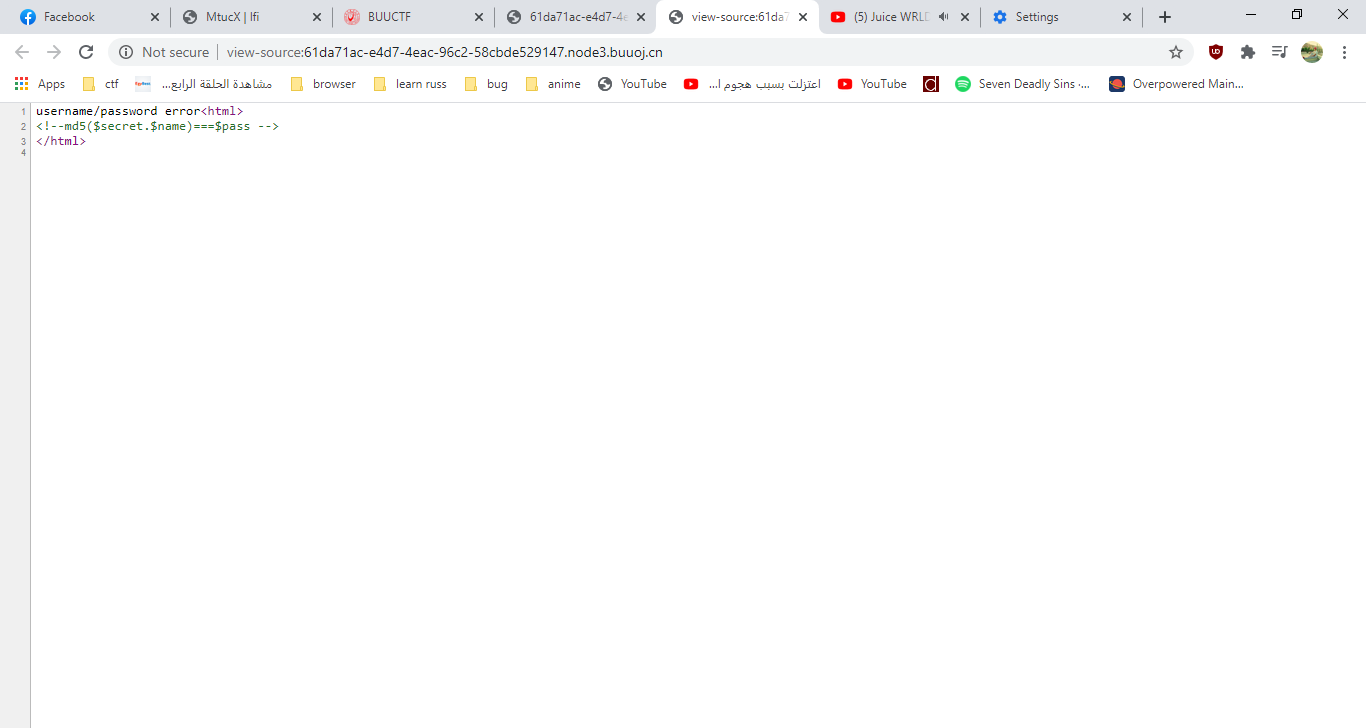 Facebook
MtucX | lfi
BUUCTF
61da71ac-e4d7-4e
view-source:61da7
(5) Juice WRLD
Settings
Not secure | view-source:61da71ac-e4d7-4eac-96c2-58cbde529147.node3.buuoj.cn
Apps
ctf
مشاهدة الحلقة الرابع...
browser
learn russ
bug
anime
YouTube
اعتزلت بسبب هجوم ا...
YouTube
Seven Deadly Sins -...
Overpowered Main...
1 username/password error<html>
2 <!--md5($secret.$name)===$pass -->
3 </html>
4